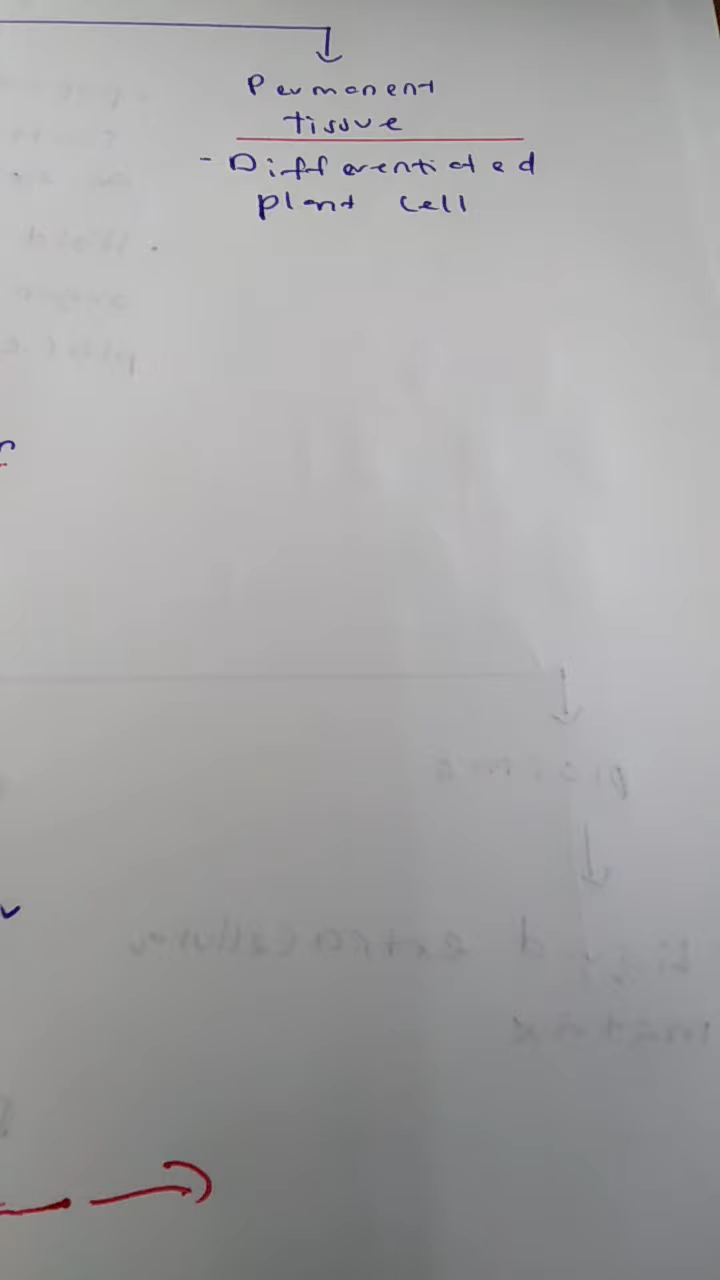 Permanent
tissue
- Differentiated
plant cell